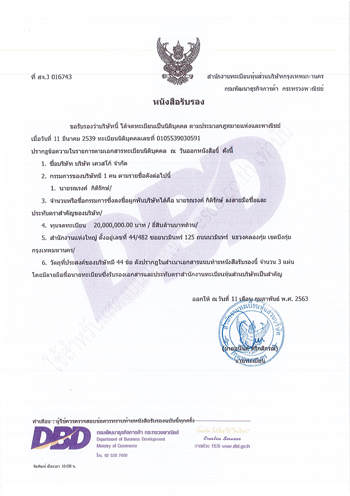 ที่ สจ.3 016743
สำนักงานทะเบียนหุ้นส่วนบริษัทกรุงเทพมหานคร
กรมพัฒนาธุรกิจการค้า กระทรวงพาณิชย์
หนังสือรับรอง
ขอรับรองว่าบริษัทนี้ ได้จดทะเบียนเป็นนิติบุคคล ตามประมวลกฎหมายแพ่งและพาณิชย์
เมื่อวันที่ 11 มีนาคม 2539 ทะเบียนนิติบุคคลเลขที่ 0105539030591
ปรากฏข้อความในรายการตามเอกสารทะเบียนนิติบุคคล ณ วันออกหนังสือนี้ ดังนี้
1. ชื่อบริษัท บริษัท เควสโก้ จำกัด
2. กรรมการของบริษัทมี 1 คน ตามรายชื่อดังต่อไปนี้
1. นายรณรงค์ กิติรักษ์/
3. จำนวนหรือชื่อกรรมการซึ่งลงชื่อผูกพันบริษัทได้คือ นายรณรงค์ กิติรักษ์ ลงลายมือชื่อและ
ประทับตราสำคัญของบริษัท/
4. ทุนจดทะเบียน 20,000,000.00 บาท / ยี่สิบล้านบาทถ้วน/
5. สำนักงานแห่งใหญ่ ตั้งอยู่เลขที่ 44/482 ซอยนวมินทร์ 125 ถนนนวมินทร์ แขวงคลองกุ่ม เขตบึงกุ่ม
กรุงเทพมหานคร/
6. วัตถุที่ประสงค์ของบริษัทมี 44 ข้อ ดังปรากฏในสำเนาเอกสารแนบท้ายหนังสือรับรองนี้ จำนวน 3 แผ่น
โดยมีลายมือชื่อนายทะเบียนซึ่งรับรองเอกสารและประทับตราสำนักงานทะเบียนหุ้นส่วนบริษัทเป็นสำคัญ
ออกให้ ณ วันที่ 11 เดือน กุมภาพันธ์ พ.ศ. 2563
นายทะเบียน
คำเตือน : ผู้ใช้ควรตรวจสอบข้อควรทราบท้ายหนังสือรับรองฉบับนี้ทุกครั้ง
DBD
กรมพัฒนาธุรกิจการค้า กระทรวงพาณิชย์
Department of Business Development
Ministry of Commerce
โทร. 02 528 7600
Creative Services
สายด่วน 1570 www.dbd.go.th